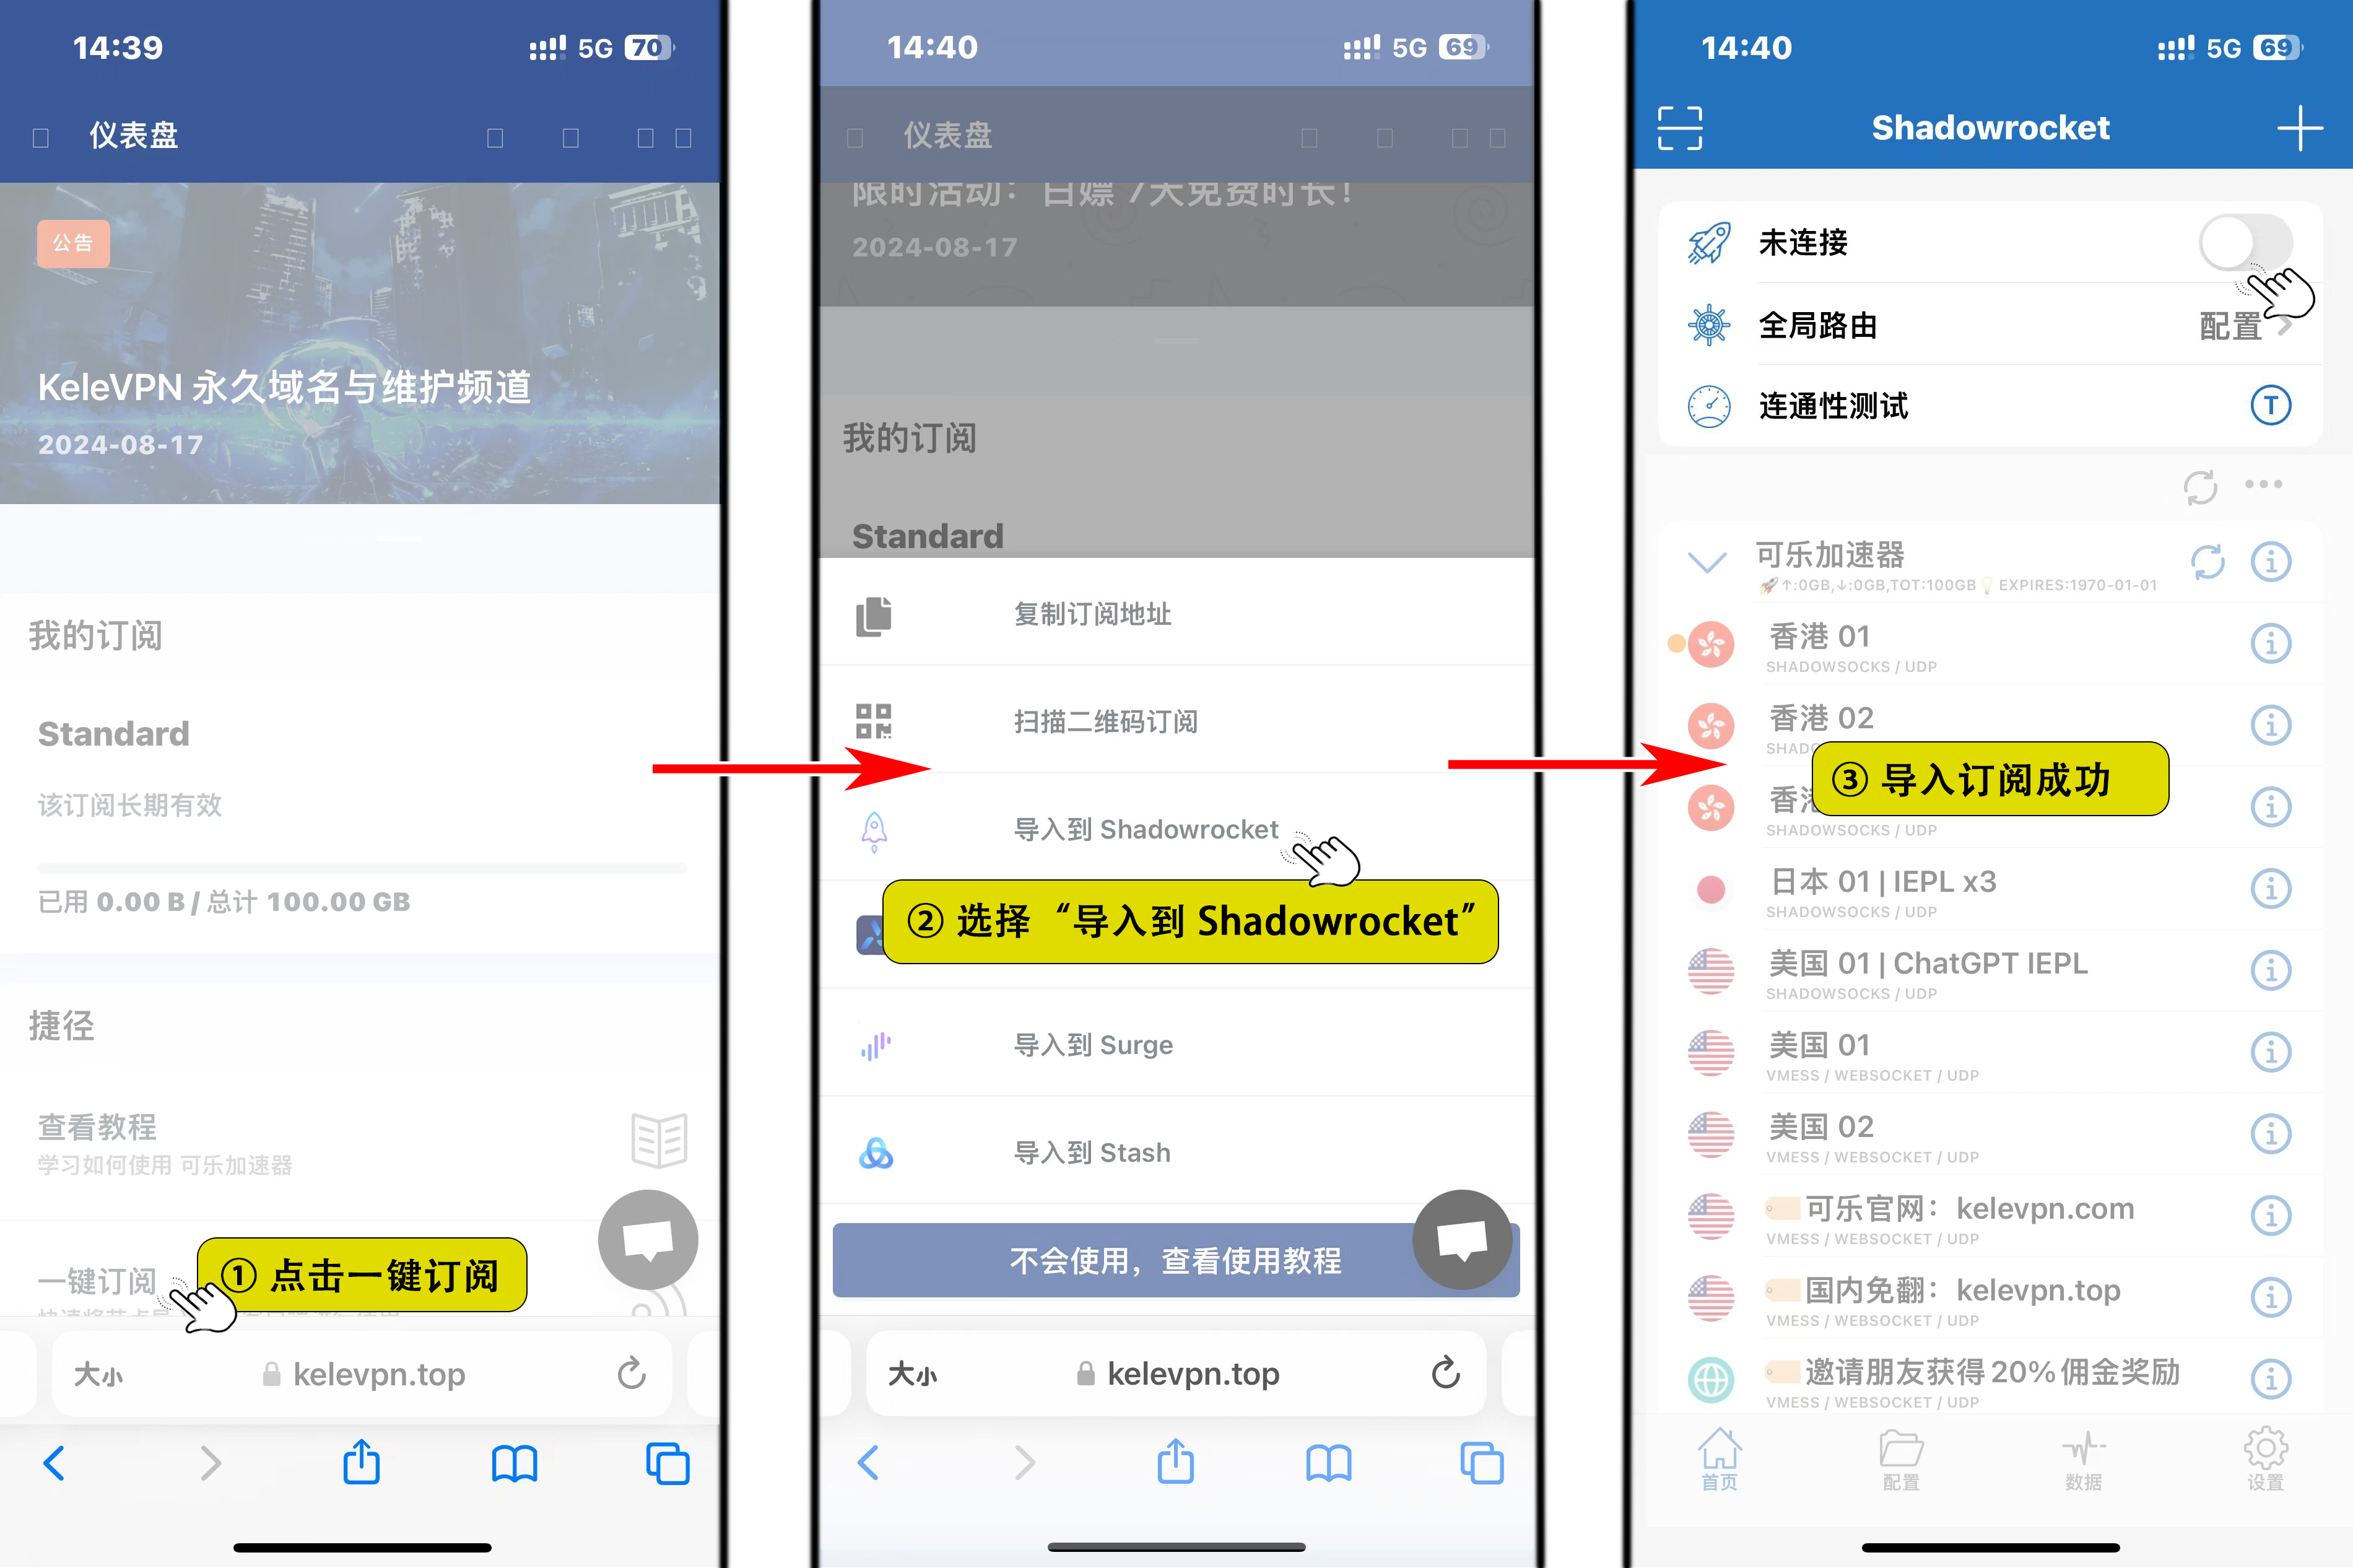 14:39
5G 70
仪表盘
公告
KeleVPN 永久域名与维护频道
2024-08-17
我的订阅
Standard
该订阅长期有效
已用 0.00 B / 总计 100.00 GB
捷径
查看教程
学习如何使用 可乐加速器
一键订阅
① 点击一键订阅
大小
kelevpn.top
14:40
5G 69
仪表盘
限时活动：白嫖 7天免费时长！
2024-08-17
我的订阅
Standard
复制订阅地址
扫描二维码订阅
导入到 Shadowrocket
② 选择 “导入到 Shadowrocket”
导入到 Surge
导入到 Stash
不会使用，查看使用教程
大小
kelevpn.top
14:40
5G 69
Shadowrocket
未连接
全局路由
配置
连通性测试
T
可乐加速器
↑:0GB,↓:0GB,TOT:100GB EXPIRES:1970-01-01
香港 01
SHADOWSOCKS / UDP
香港 02
③ 导入订阅成功
SHADOWSOCKS / UDP
日本 01 | IEPL x3
SHADOWSOCKS / UDP
美国 01 | ChatGPT IEPL
SHADOWSOCKS / UDP
美国 01
VMESS / WEBSOCKET / UDP
美国 02
VMESS / WEBSOCKET / UDP
可乐官网：kelevpn.com
VMESS / WEBSOCKET / UDP
国内免翻：kelevpn.top
VMESS / WEBSOCKET / UDP
邀请朋友获得 20% 佣金奖励
VMESS / WEBSOCKET / UDP
首页
配置
数据
设置